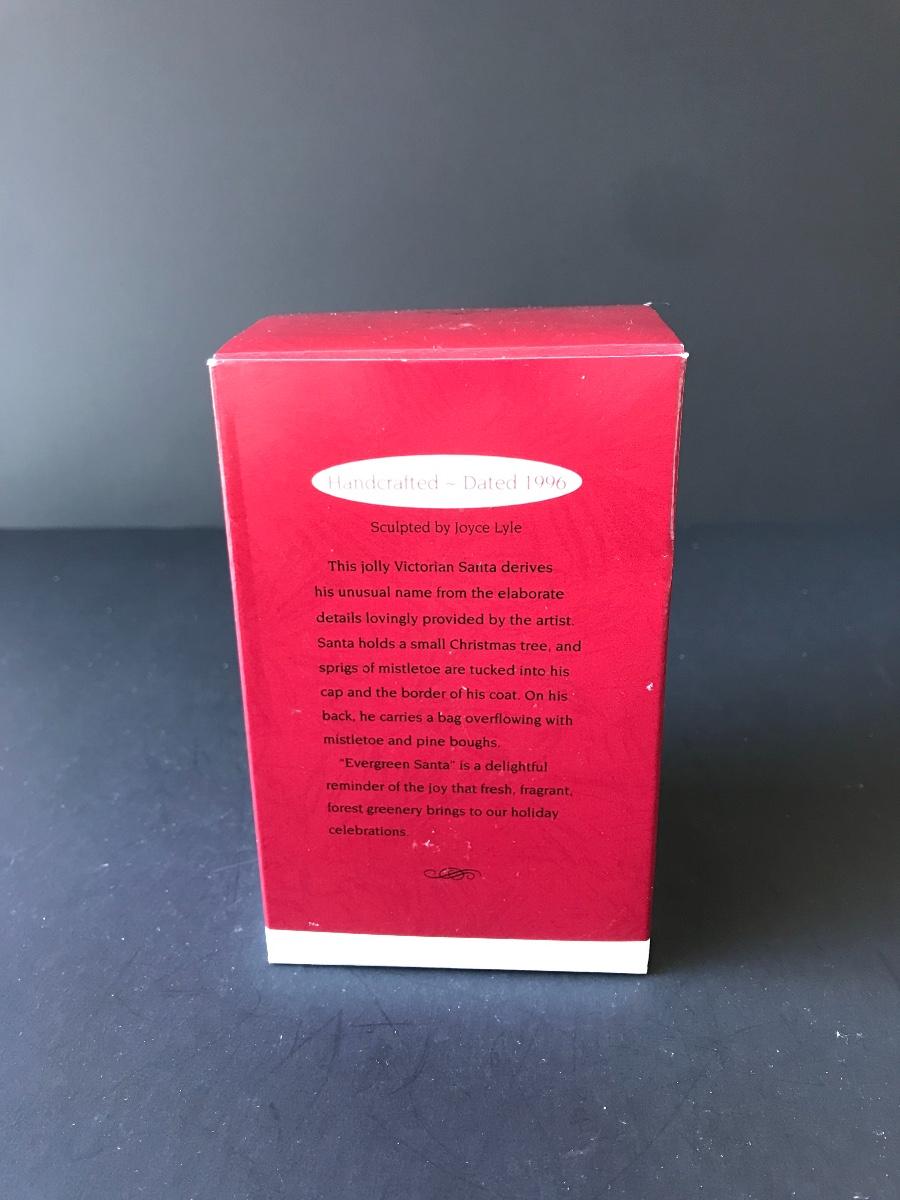 Handcrafted ~ Dated 1996
Sculpted by Joyce Lyle
This jolly Victorian Santa derives
his unusual name from the elaborate
details lovingly provided by the artist.
Santa holds a small Christmas tree, and
sprigs of mistletoe are tucked into his
cap and the border of his coat. On his
back, he carries a bag overflowing with
mistletoe and pine boughs.
"Evergreen Santa" is a delightful
reminder of the joy that fresh, fragrant,
forest greenery brings to our holiday
celebrations.